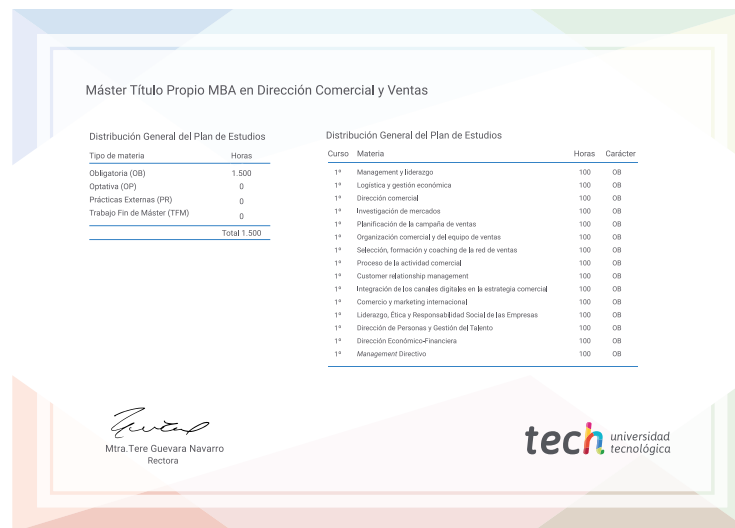 Máster Título Propio MBA en Dirección Comercial y Ventas
Distribución General del Plan de Estudios
Tipo de materia Horas
Obligatoria (OB) 1.500
Optativa (OP) 0
Prácticas Externas (PR) 0
Trabajo Fin de Máster (TFM) 0
Total 1.500
Distribución General del Plan de Estudios
Curso Materia Horas Carácter
1º Management y liderazgo 100 OB
1º Logística y gestión económica 100 OB
1º Dirección comercial 100 OB
1º Investigación de mercados 100 OB
1º Planificación de la campaña de ventas 100 OB
1º Organización comercial y del equipo de ventas 100 OB
1º Selección, formación y coaching de la red de ventas 100 OB
1º Proceso de la actividad comercial 100 OB
1º Customer relationship management 100 OB
1º Integración de los canales digitales en la estrategia comercial 100 OB
1º Comercio y marketing internacional 100 OB
1º Liderazgo, Ética y Responsabilidad Social de las Empresas 100 OB
1º Dirección de Personas y Gestión del Talento 100 OB
1º Dirección Económico-Financiera 100 OB
1º Management Directivo 100 OB
Mtra.Tere Guevara Navarro
Rectora
tech universidad
tecnológica